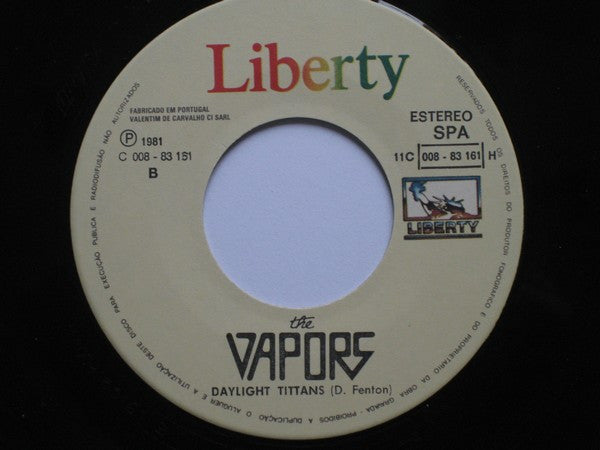 Liberty
FABRICADO EM PORTUGAL
VALENTIM DE CARVALHO CI SARL
Ⓟ 1981
C 008 - 83 161
B
ESTEREO
SPA
11C 008 - 83 161 H
LIBERTY
the
VAPORS
DAYLIGHT TITTANS (D. Fenton)
RESERVADOS TODOS OS DIREITOS DO PRODUTOR FONOGRÁFICO E DO PROPRIETÁRIO DA OBRA GRAVADA - PROIBIDOS A DUPLICAÇÃO O ALUGUER E A UTILIZAÇÃO DESTE DISCO PARA EXECUÇÃO PÚBLICA E RADIODIFUSÃO NÃO AUTORIZADOS